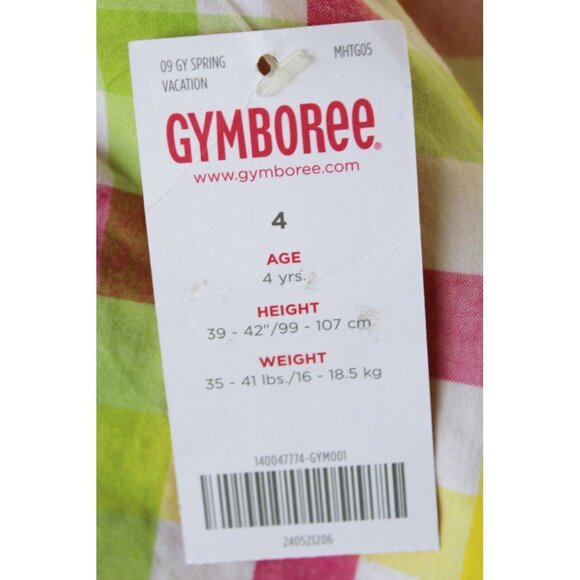 09 GY SPRING MHTG05
VACATION
GYMBOREE®
www.gymboree.com
4
AGE
4 yrs.
HEIGHT
39 - 42"/99 - 107 cm
WEIGHT
35 - 41 lbs./16 - 18.5 kg
140047774-GYM001
240521206